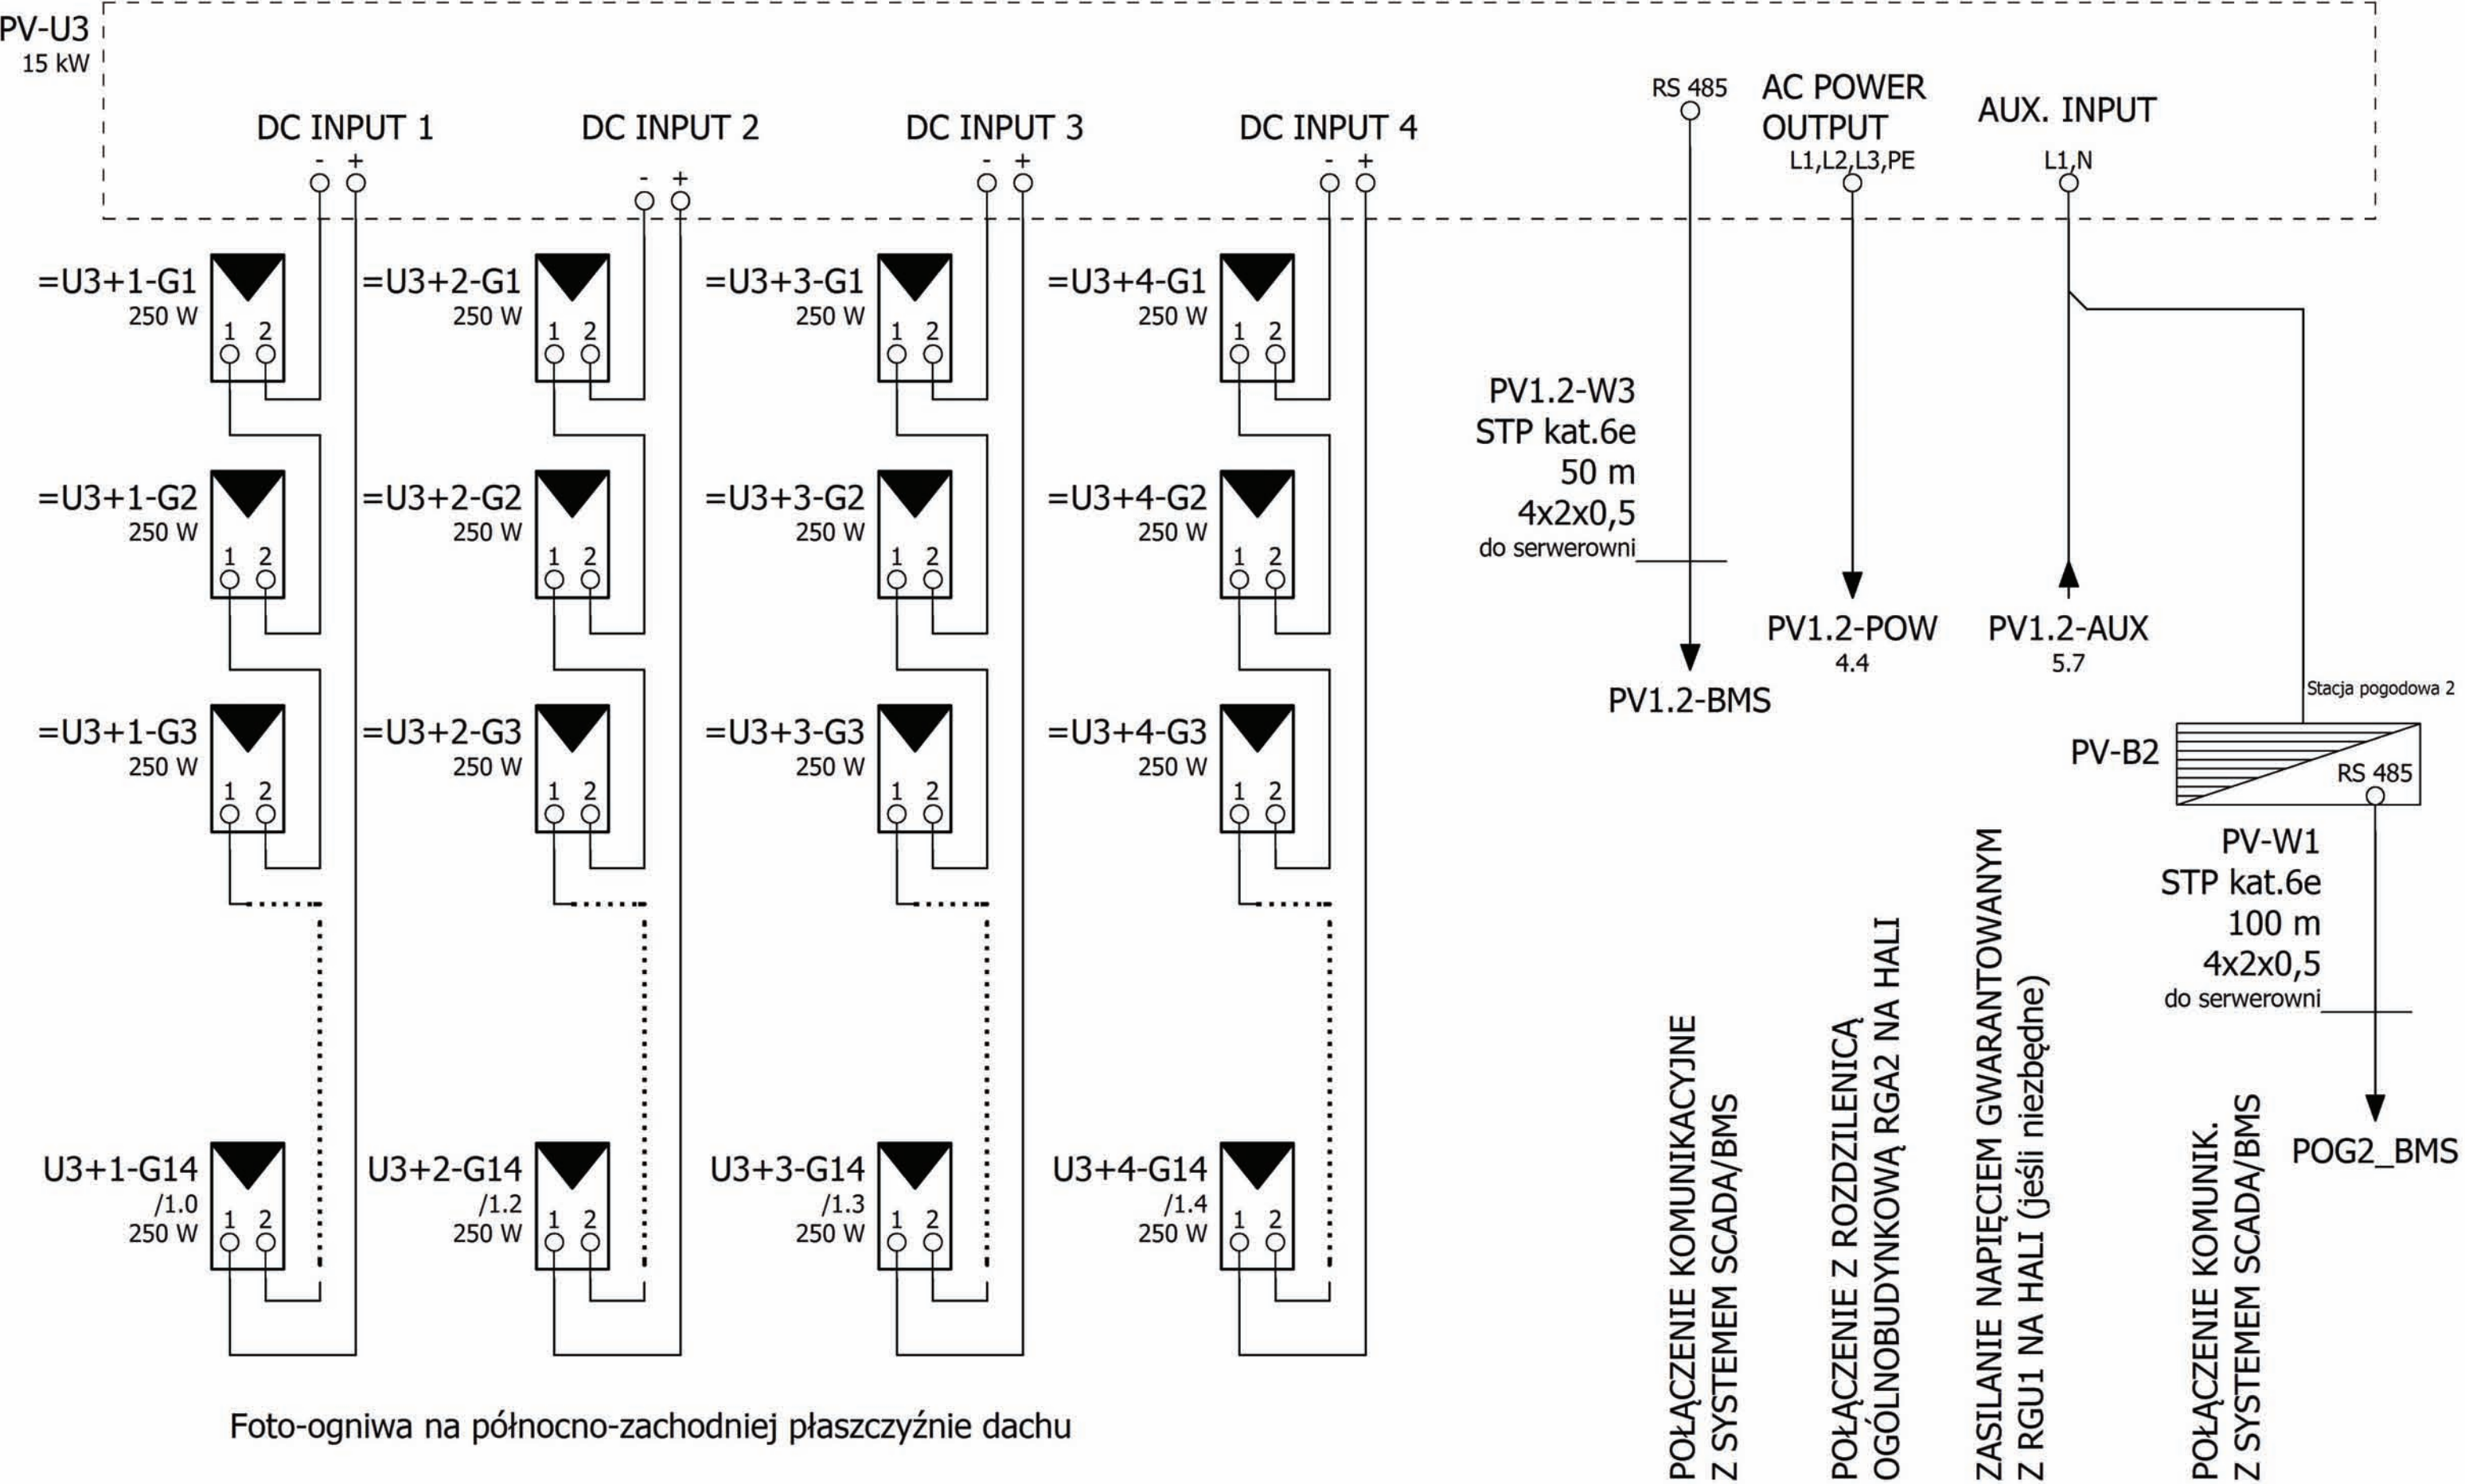 PV-U3
15 kW
DC INPUT 1
- +
DC INPUT 2
- +
DC INPUT 3
- +
DC INPUT 4
- +
RS 485
AC POWER
OUTPUT
L1,L2,L3,PE
AUX. INPUT
L1,N
=U3+1-G1
250 W
1 2
=U3+2-G1
250 W
1 2
=U3+3-G1
250 W
1 2
=U3+4-G1
250 W
1 2
=U3+1-G2
250 W
1 2
=U3+2-G2
250 W
1 2
=U3+3-G2
250 W
1 2
=U3+4-G2
250 W
1 2
=U3+1-G3
250 W
1 2
=U3+2-G3
250 W
1 2
=U3+3-G3
250 W
1 2
=U3+4-G3
250 W
1 2
U3+1-G14
/1.0
250 W
1 2
U3+2-G14
/1.2
250 W
1 2
U3+3-G14
/1.3
250 W
1 2
U3+4-G14
/1.4
250 W
1 2
Foto-ogniwa na północno-zachodniej płaszczyźnie dachu
PV1.2-W3
STP kat.6e
50 m
4x2x0,5
do serwerowni
PV1.2-BMS
PV1.2-POW
4.4
PV1.2-AUX
5.7
Stacja pogodowa 2
PV-B2
RS 485
PV-W1
STP kat.6e
100 m
4x2x0,5
do serwerowni
POG2_BMS
POŁĄCZENIE KOMUNIKACYJNE
Z SYSTEMEM SCADA/BMS
POŁĄCZENIE Z ROZDZILENICĄ
OGÓLNOBUDYNKOWĄ RGA2 NA HALI
ZASILANIE NAPIĘCIEM GWARANTOWANYM
Z RGU1 NA HALI (jeśli niezbędne)
POŁĄCZENIE KOMUNIK.
Z SYSTEMEM SCADA/BMS